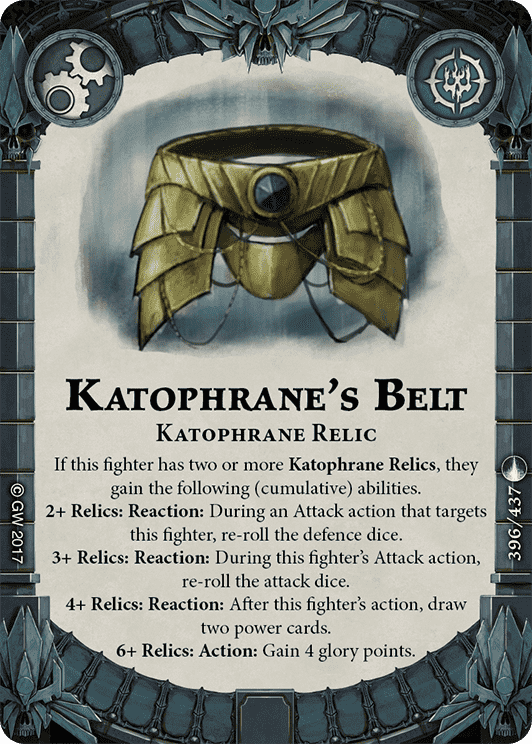 Katophrane's Belt
Katophrane Relic
If this fighter has two or more Katophrane Relics, they
gain the following (cumulative) abilities.
2+ Relics: Reaction: During an Attack action that targets
this fighter, re-roll the defence dice.
3+ Relics: Reaction: During this fighter's Attack action,
re-roll the attack dice.
4+ Relics: Reaction: After this fighter's action, draw
two power cards.
6+ Relics: Action: Gain 4 glory points.
© GW 2017
396/437